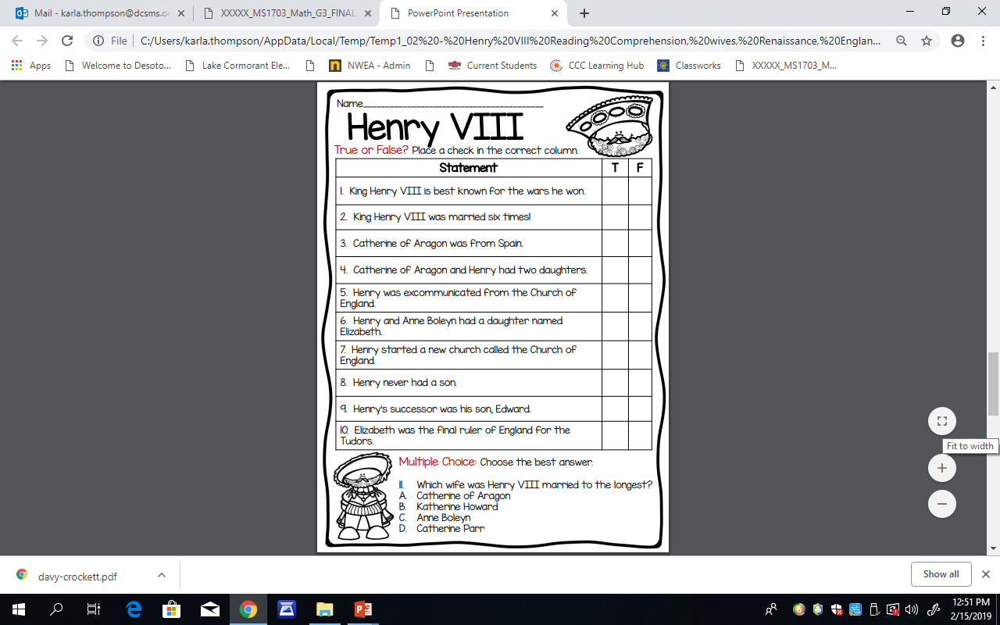 Mail - karla.thompson@dcsms.or
XXXXX_MS1703_Math_G3_FINAL
PowerPoint Presentation
File
C:/Users/karla.thompson/AppData/Local/Temp/Temp1_02%20-%20Henry%20VIII%20Reading%20Comprehension,%20wives,%20Renaissance,%20Englan...
Apps
Welcome to Desoto...
Lake Cormorant Ele...
NWEA - Admin
Current Students
CCC Learning Hub
Classworks
XXXXX_MS1703_M...
Name
Henry VIII
True or False? Place a check in the correct column.
Statement T F
1. King Henry VIII is best known for the wars he won.
2. King Henry VIII was married six times!
3. Catherine of Aragon was from Spain.
4. Catherine of Aragon and Henry had two daughters.
5. Henry was excommunicated from the Church of
England.
6. Henry and Anne Boleyn had a daughter named
Elizabeth.
7. Henry started a new church called the Church of
England.
8. Henry never had a son.
9. Henry's successor was his son, Edward.
10. Elizabeth was the final ruler of England for the
Tudors.
Fit to width
Multiple Choice: Choose the best answer.
11. Which wife was Henry VIII married to the longest?
A. Catherine of Aragon
B. Katherine Howard
C. Anne Boleyn
D. Catherine Parr
davy-crockett.pdf
Show all
12:51 PM
2/15/2019